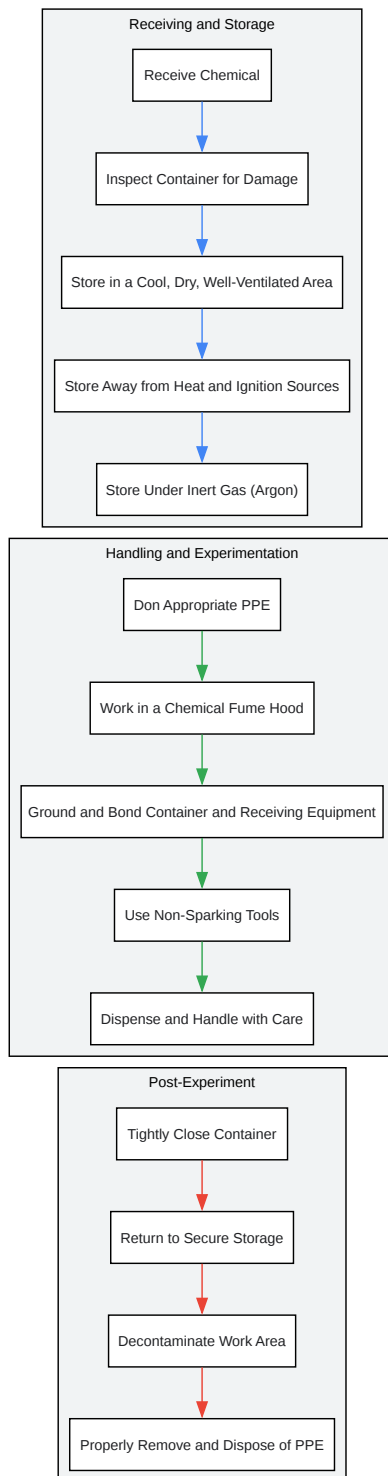 Receiving and Storage
Receive Chemical
Inspect Container for Damage
Store in a Cool, Dry, Well-Ventilated Area
Store Away from Heat and Ignition Sources
Store Under Inert Gas (Argon)
Handling and Experimentation
Don Appropriate PPE
Work in a Chemical Fume Hood
Ground and Bond Container and Receiving Equipment
Use Non-Sparking Tools
Dispense and Handle with Care
Post-Experiment
Tightly Close Container
Return to Secure Storage
Decontaminate Work Area
Properly Remove and Dispose of PPE